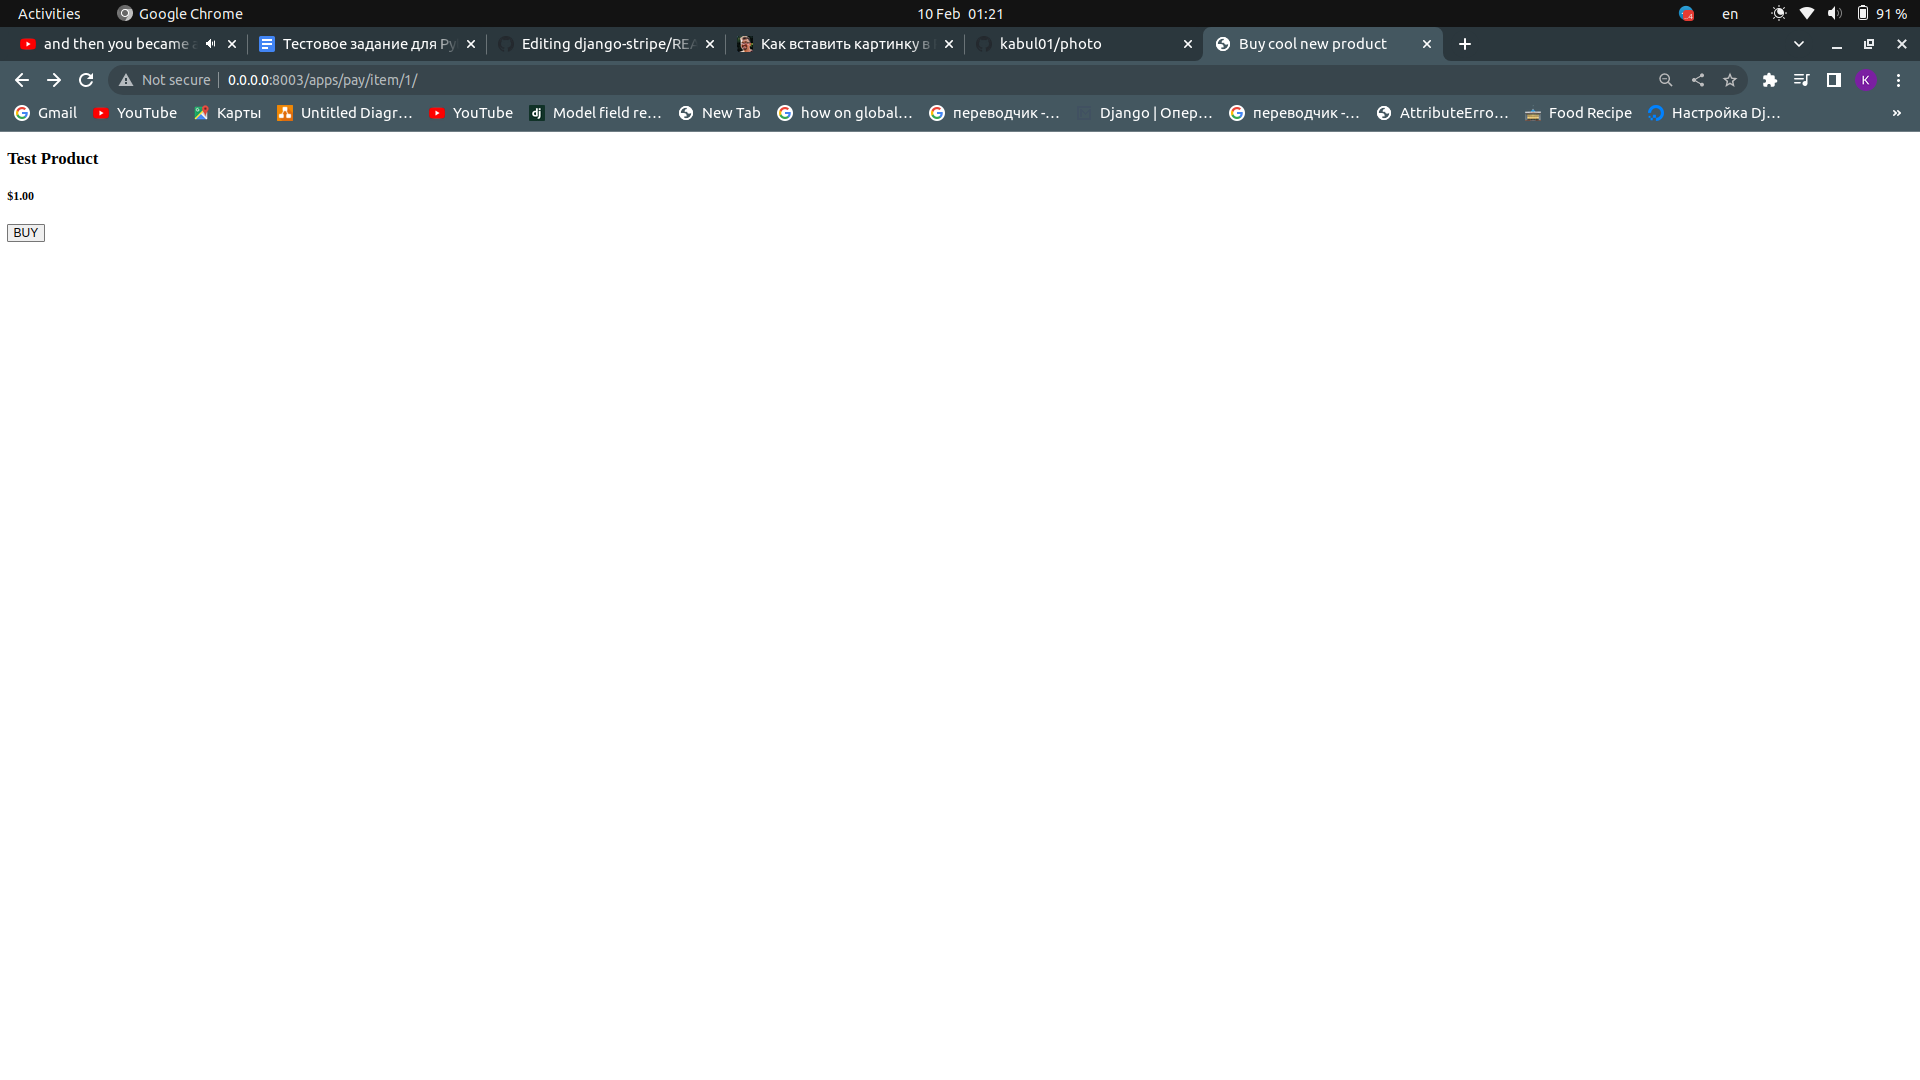 Activities Google Chrome 10 Feb 01:21 en 91 %
and then you became Тестовое задание для Py Editing django-stripe/REA Как вставить картинку в kabul01/photo Buy cool new product
Not secure 0.0.0.0:8003/apps/pay/item/1/ K
Gmail YouTube Карты Untitled Diagr... YouTube dj Model field re... New Tab how on global... переводчик -... Django | Опер... переводчик -... AttributeErro... Food Recipe Настройка Dj... »
Test Product
$1.00
BUY